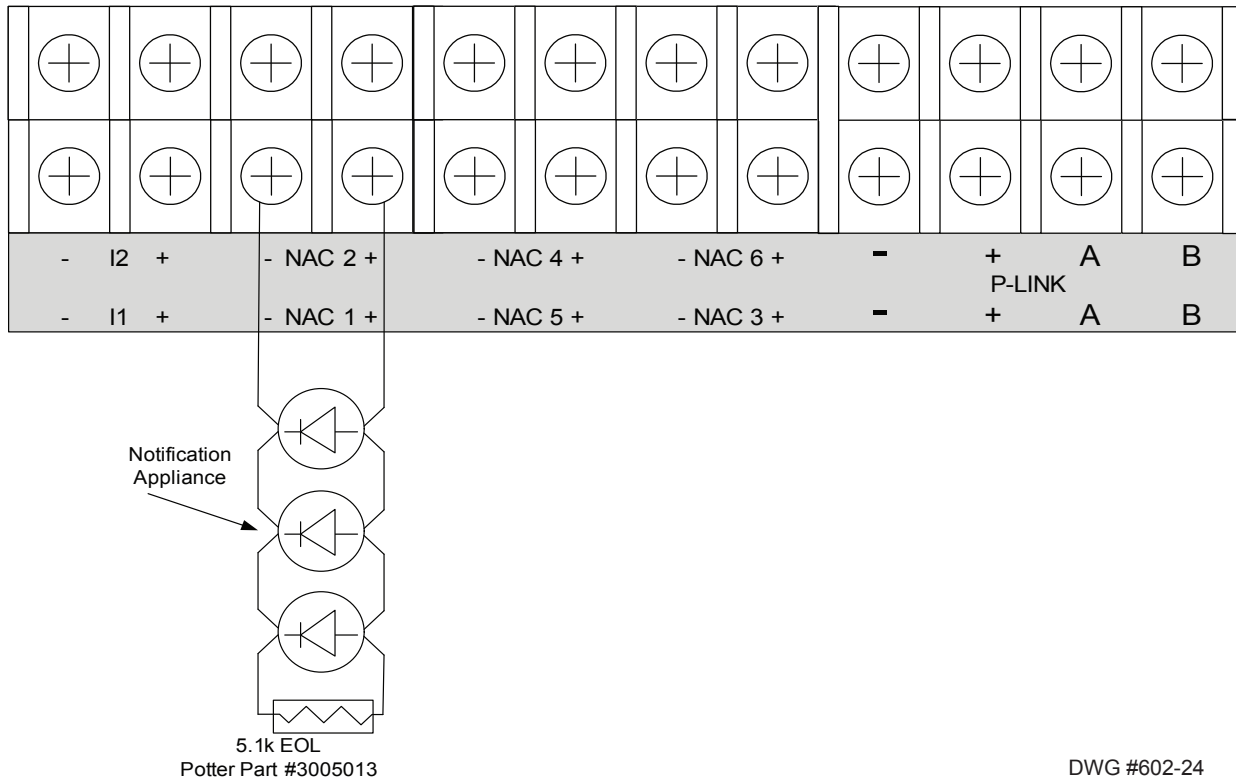 - I2 + - NAC 2 + - NAC 4 + - NAC 6 + - + A B
P-LINK
- I1 + - NAC 1 + - NAC 5 + - NAC 3 + - + A B
Notification
Appliance
5.1k EOL
Potter Part #3005013
DWG #602-24